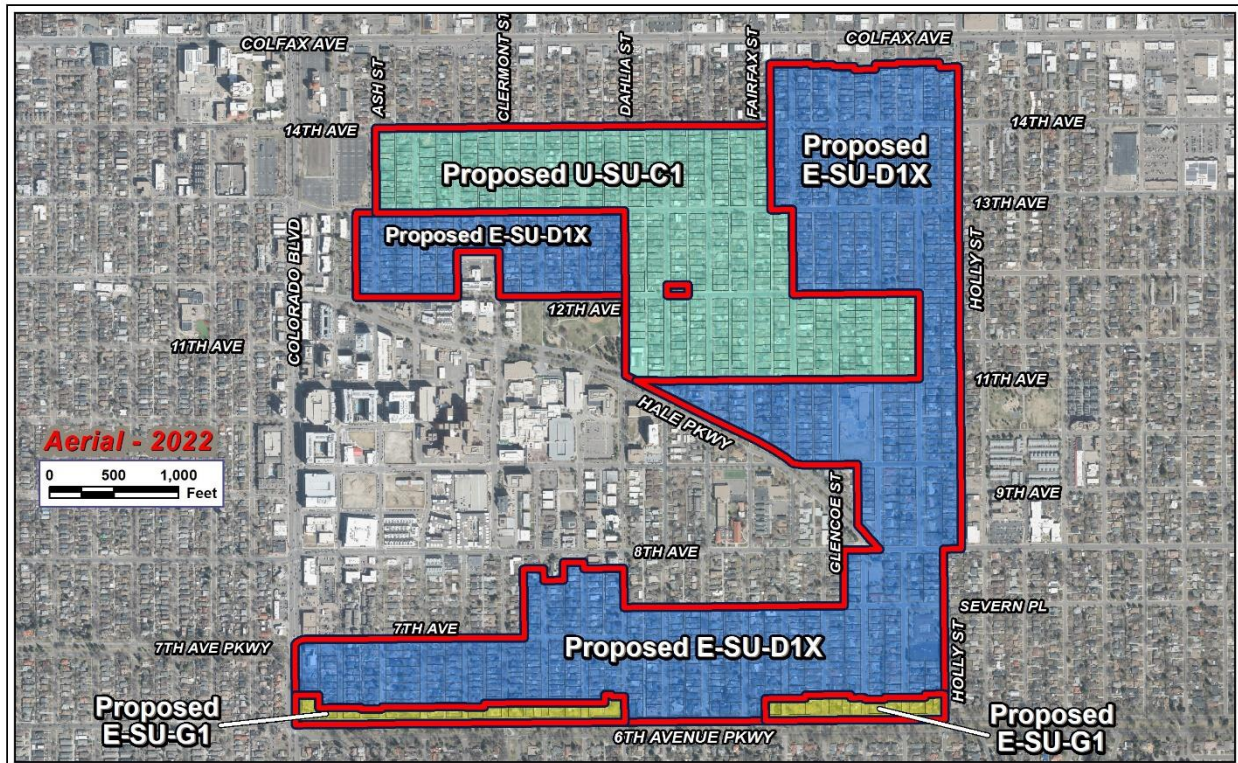 COLFAX AVE
COLFAX AVE
ASH ST
CLERMONT ST
DAHLIA ST
FAIRFAX ST
14TH AVE
14TH AVE
Proposed
E-SU-D1X
Proposed U-SU-C1
13TH AVE
Proposed E-SU-D1X
COLORADO BLVD
HOLLY ST
12TH AVE
11TH AVE
11TH AVE
HALE PKWY
Aerial - 2022
0 500 1,000
Feet
GLENCOE ST
9TH AVE
8TH AVE
SEVERN PL
7TH AVE
7TH AVE PKWY
Proposed E-SU-D1X
HOLLY ST
Proposed
E-SU-G1
6TH AVENUE PKWY
Proposed
E-SU-G1